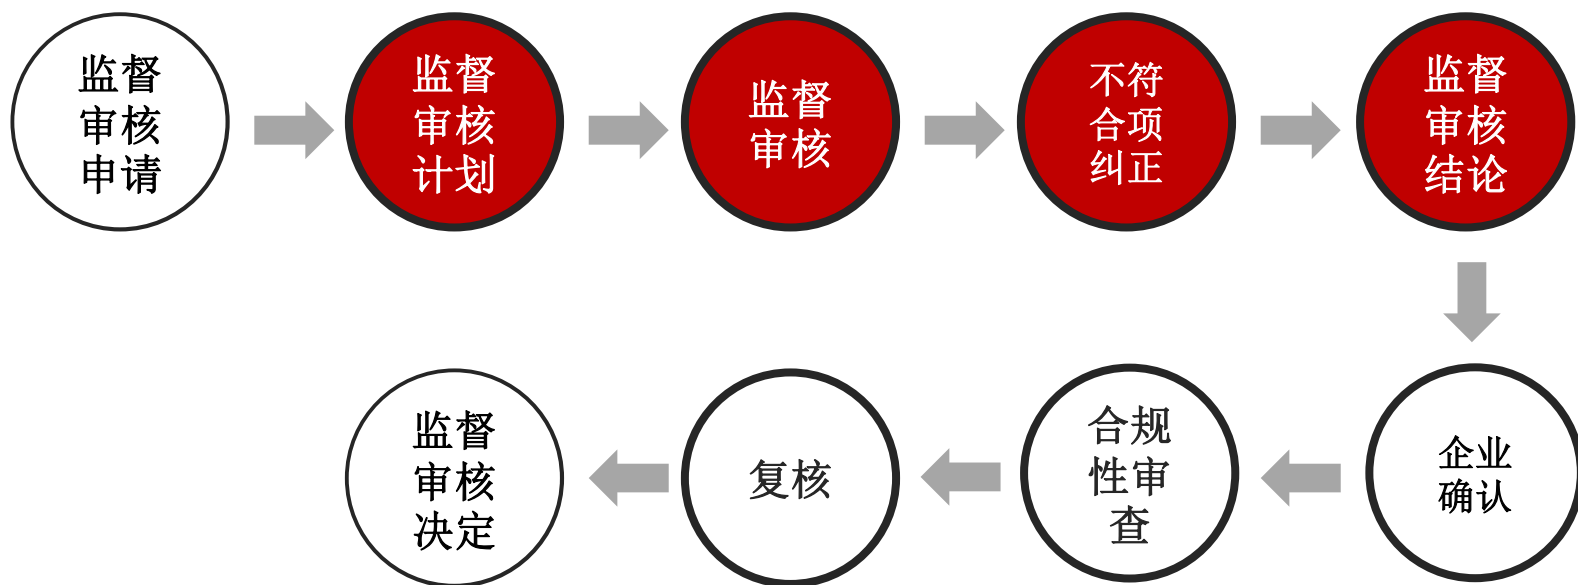 监督
审核
申请
监督
审核
计划
监督
审核
不符
合项
纠正
监督
审核
结论
企业
确认
合规
性审
查
复核
监督
审核
决定